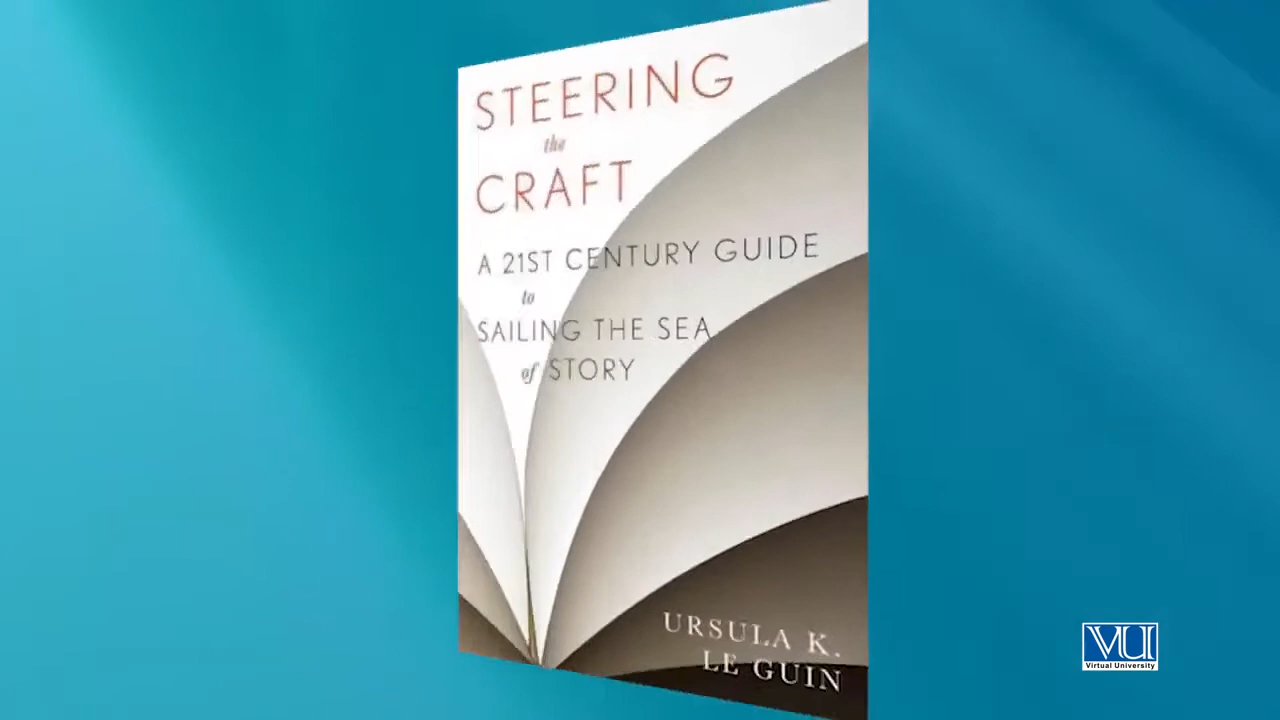 STEERING
the
CRAFT
A 21ST CENTURY GUIDE
to
SAILING THE SEA
of STORY
URSULA K.
LE GUIN
VU
Virtual University